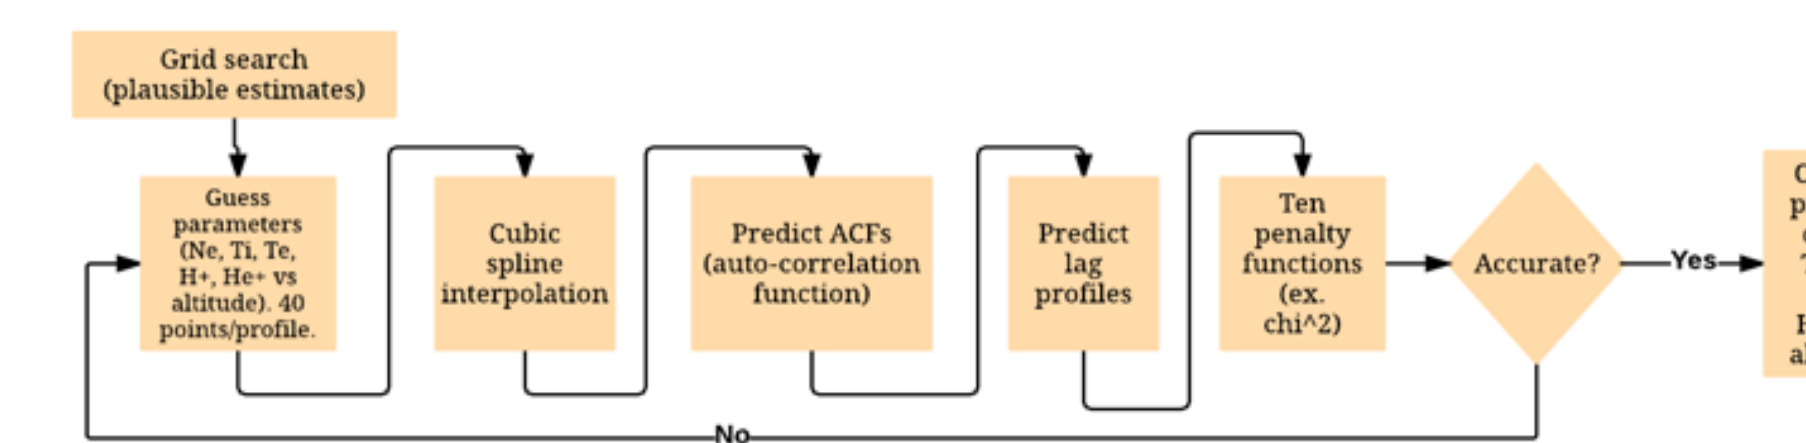 Grid search
(plausible estimates)
Guess
parameters
(Ne, Ti, Te,
H+, He+ vs
altitude). 40
points/profile.
Cubic
spline
interpolation
Predict ACFs
(auto-correlation
function)
Predict
lag
profiles
Ten
penalty
functions
(ex.
chi^2)
Accurate?
Yes
No